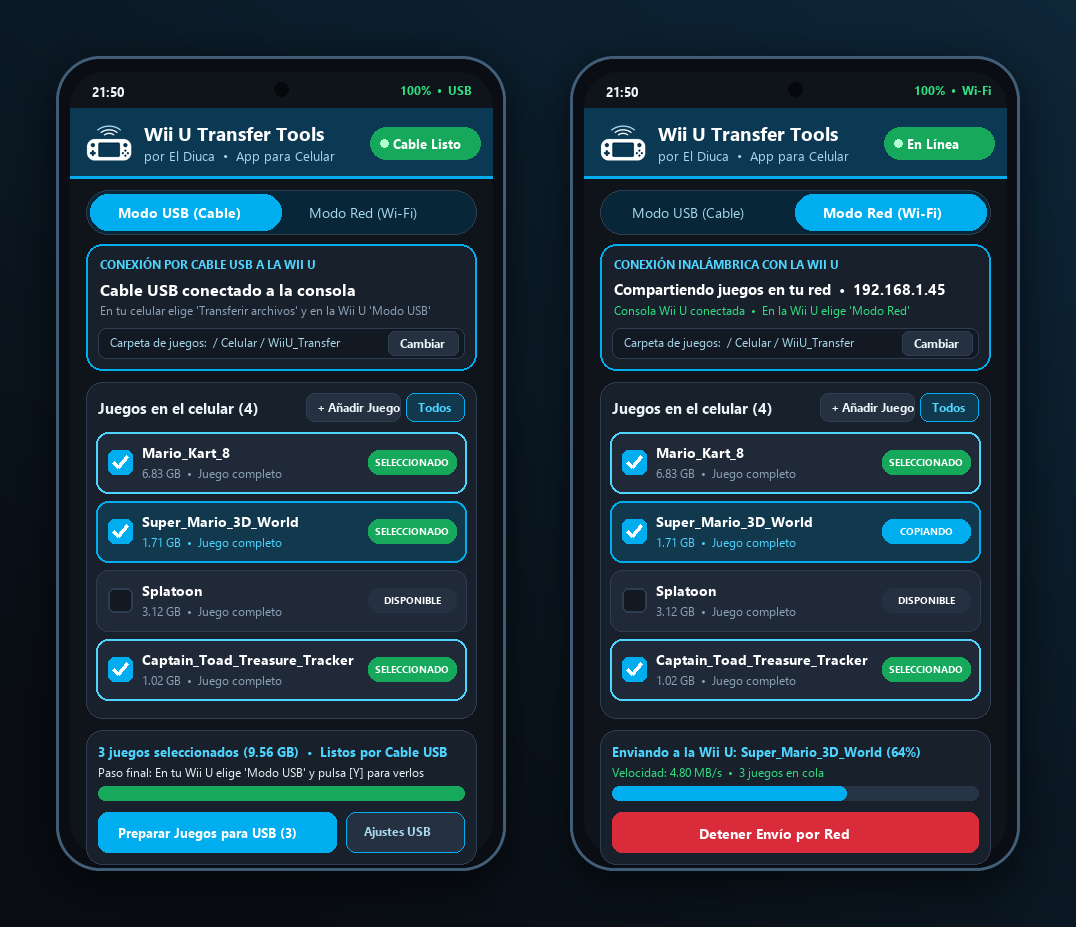 21:50
100% • USB
Wii U Transfer Tools
por El Diuca • App para Celular
Cable Listo
Modo USB (Cable)
Modo Red (Wi-Fi)
CONEXIÓN POR CABLE USB A LA WII U
Cable USB conectado a la consola
En tu celular elige 'Transferir archivos' y en la Wii U 'Modo USB'
Carpeta de juegos: / Celular / WiiU_Transfer
Cambiar
Juegos en el celular (4)
+ Añadir Juego
Todos
Mario_Kart_8
6.83 GB • Juego completo
SELECCIONADO
Super_Mario_3D_World
1.71 GB • Juego completo
SELECCIONADO
Splatoon
3.12 GB • Juego completo
DISPONIBLE
Captain_Toad_Treasure_Tracker
1.02 GB • Juego completo
SELECCIONADO
3 juegos seleccionados (9.56 GB) • Listos por Cable USB
Paso final: En tu Wii U elige 'Modo USB' y pulsa [Y] para verlos
Preparar Juegos para USB (3)
Ajustes USB
21:50
100% • Wi-Fi
Wii U Transfer Tools
por El Diuca • App para Celular
En Línea
Modo USB (Cable)
Modo Red (Wi-Fi)
CONEXIÓN INALÁMBRICA CON LA WII U
Compartiendo juegos en tu red • 192.168.1.45
Consola Wii U conectada • En la Wii U elige 'Modo Red'
Carpeta de juegos: / Celular / WiiU_Transfer
Cambiar
Juegos en el celular (4)
+ Añadir Juego
Todos
Mario_Kart_8
6.83 GB • Juego completo
SELECCIONADO
Super_Mario_3D_World
1.71 GB • Juego completo
COPIANDO
Splatoon
3.12 GB • Juego completo
DISPONIBLE
Captain_Toad_Treasure_Tracker
1.02 GB • Juego completo
SELECCIONADO
Enviando a la Wii U: Super_Mario_3D_World (64%)
Velocidad: 4.80 MB/s • 3 juegos en cola
Detener Envío por Red